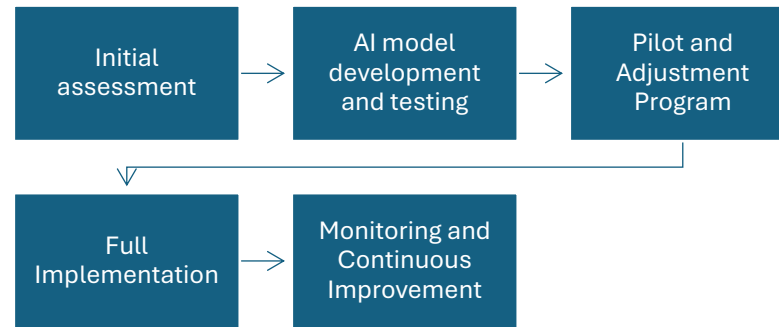 Initial
assessment
AI model
development
and testing
Pilot and
Adjustment
Program
Full
Implementation
Monitoring and
Continuous
Improvement